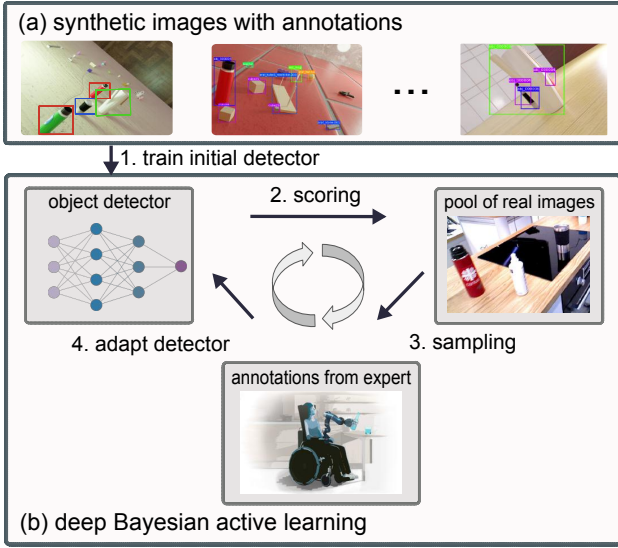 (a) synthetic images with annotations
...
1. train initial detector
object detector
2. scoring
pool of real images
4. adapt detector
3. sampling
annotations from expert
(b) deep Bayesian active learning